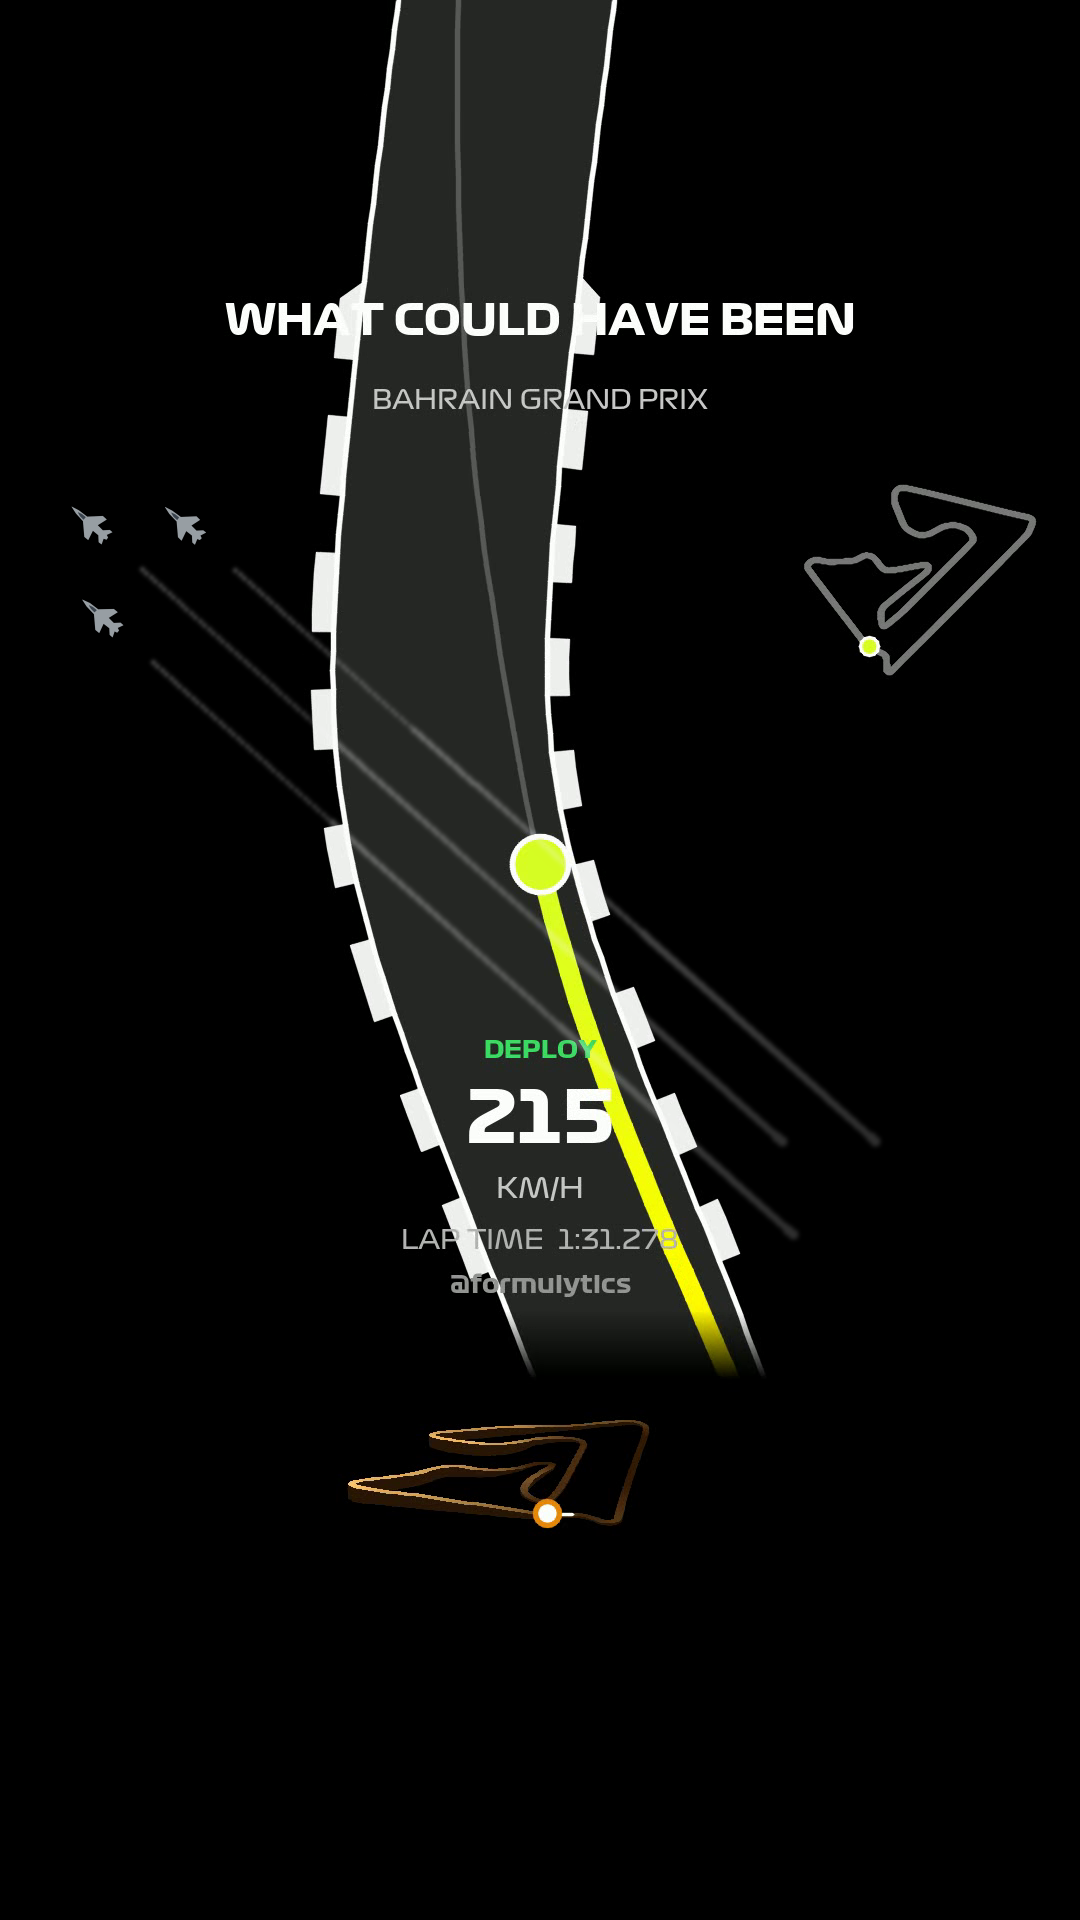 WHAT COULD HAVE BEEN
BAHRAIN GRAND PRIX
DEPLOY
215
KM/H
LAP TIME 1:31.278
@formulytics